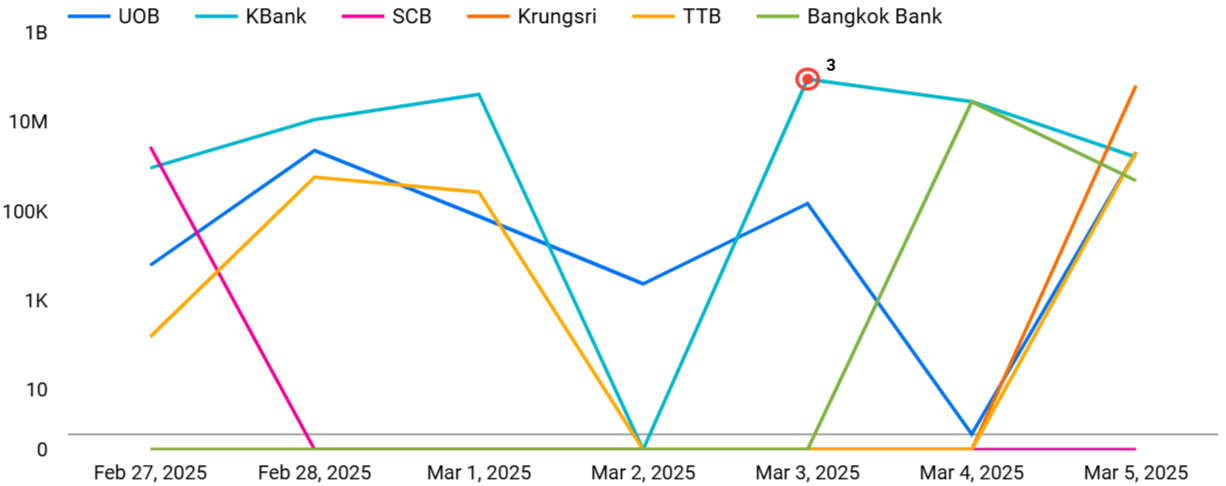 UOB KBank SCB Krungsri TTB Bangkok Bank
1B
3
10M
100K
1K
10
0
Feb 27, 2025 Feb 28, 2025 Mar 1, 2025 Mar 2, 2025 Mar 3, 2025 Mar 4, 2025 Mar 5, 2025